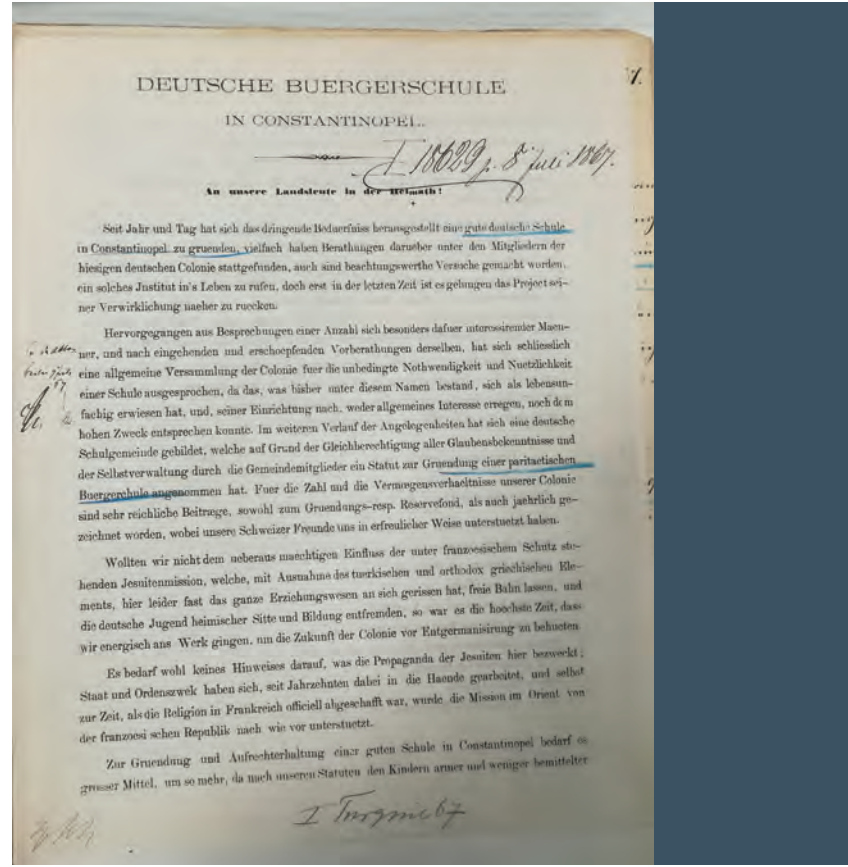 DEUTSCHE BUERGERSCHULE
IN CONSTANTINOPEL.
I 18629 p. 8 Juli 1867.
An unsere Landsleute in der Heimath!
Seit Jahr und Tag hat sich das dringende Beduerfniss herausgestellt eine gute deutsche Schule
in Constantinopel zu gruenden, vielfach haben Berathungen darueber unter den Mitgliedern der
hiesigen deutschen Colonie stattgefunden, auch sind beachtungswerthe Versuche gemacht worden,
ein solches Jnstitut in's Leben zu rufen, doch erst in der letzten Zeit ist es gelungen das Project sei-
ner Verwirklichung naeher zu ruecken.
Hervorgegangen aus Besprechungen einer Anzahl sich besonders dafuer interessirender Maen-
ner, und nach eingehenden und erschoepfenden Vorberathungen derselben, hat sich schliesslich
eine allgemeine Versammlung der Colonie fuer die unbedingte Nothwendigkeit und Nuetzlichkeit
einer Schule ausgesprochen, da das, was bisher unter diesem Namen bestand, sich als lebensun-
faehig erwiesen hat, und, seiner Einrichtung nach, weder allgemeines Interesse erregen, noch dem
hohen Zweck entsprechen konnte. Im weiteren Verlauf der Angelegenheiten hat sich eine deutsche
Schulgemeinde gebildet, welche auf Grund der Gleichberechtigung aller Glaubensbekenntnisse und
der Selbstverwaltung durch die Gemeindemitglieder ein Statut zur Gruendung einer paritaetischen
Buergerchule angenommen hat. Fuer die Zahl und die Vermoegensverhaeltnisse unserer Colonie
sind sehr reichliche Beitriege, sowohl zum Gruendungs-resp. Reservefond, als auch jaehrlich ge-
zeichnet worden, wobei unsere Schweizer Freunde uns in erfreulicher Weise unterstuetzt haben.
Wollten wir nicht dem ueberaus maechtigen Einfluss der unter franzoesischem Schutz ste-
henden Jesuitenmission, welche, mit Ausnahme des tuerkischen und orthodox griechischen Ele-
ments, hier leider fast das ganze Erziehungswesen an sich gerissen hat, freie Bahn lassen, und
die deutsche Jugend heimischer Sitte und Bildung entfremden, so war es die hoechste Zeit, dass
wir energisch ans Werk gingen, um die Zukunft der Colonie vor Entgermanisirung zu behueten
Es bedarf wohl keines Hinweises darauf, was die Propaganda der Jesuiten hier bezweckt;
Staat und Ordenszwek haben sich, seit Jahrzehnten dabei in die Haende gearbeitet, und selbst
zur Zeit, als die Religion in Frankreich officiell abgeschafft war, wurde die Mission im Orient von
der franzoesi schen Republik nach wie vor unterstuetzt.
Zur Gruendung und Aufrechterhaltung einer guten Schule in Constantinopel bedarf es
grosser Mittel, um so mehr, da nach unseren Statuten den Kindern armer und weniger bemittelter